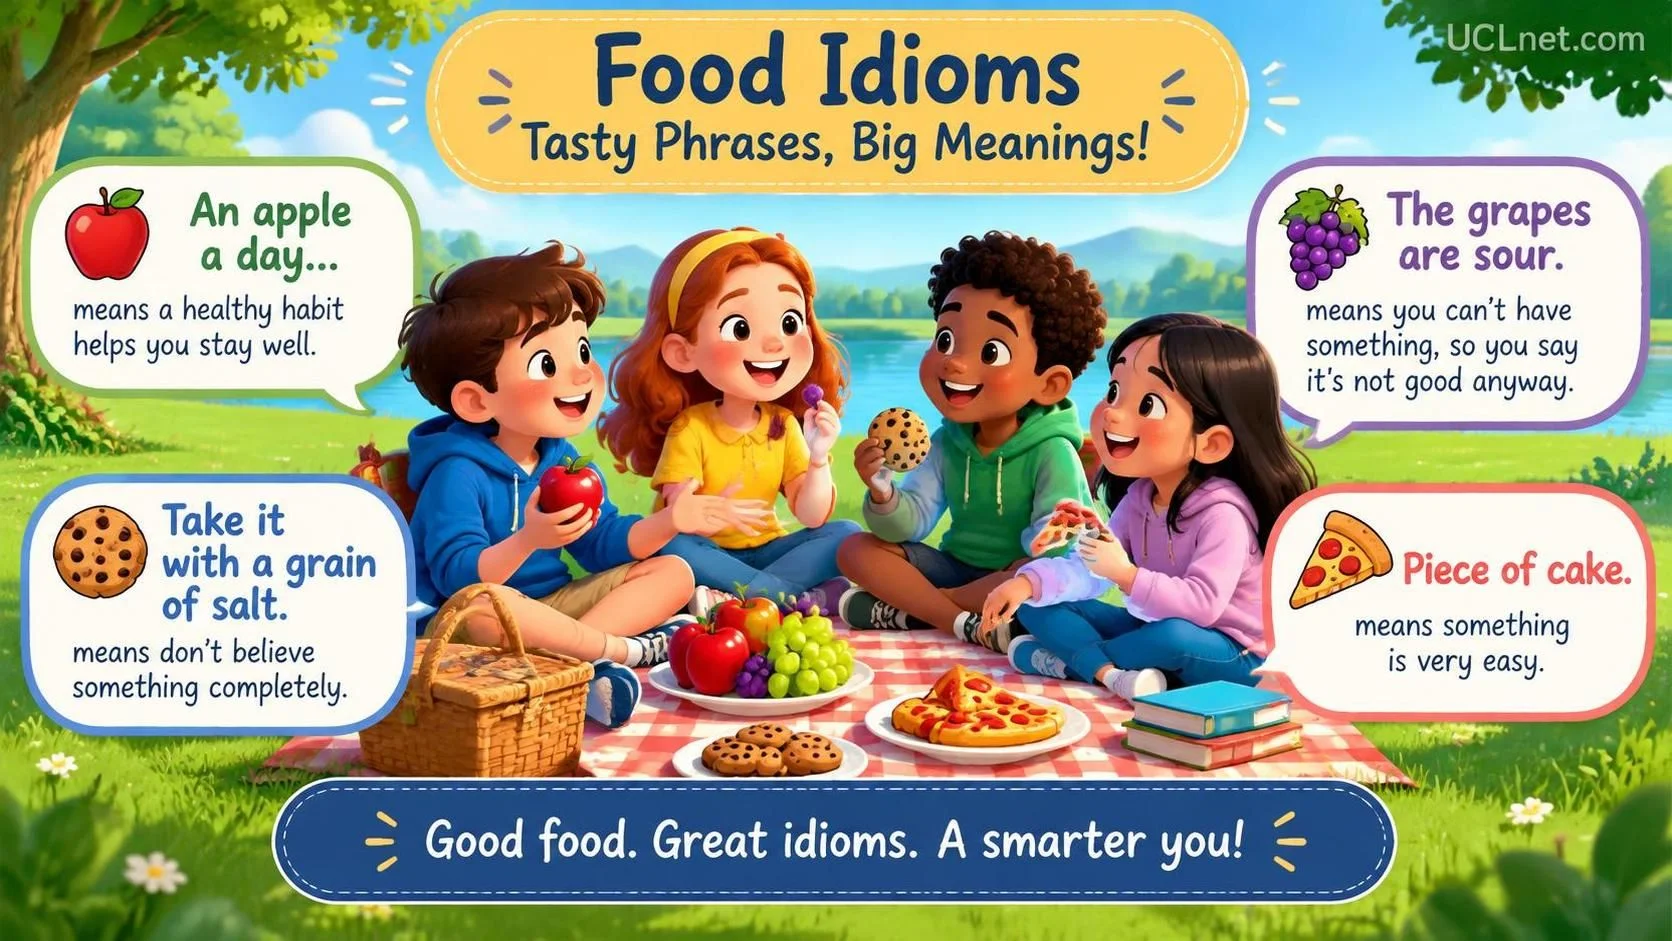 Food Idioms
Tasty Phrases, Big Meanings!
UCLnet.com
An apple
a day...
means a healthy habit
helps you stay well.
The grapes
are sour.
means you can't have
something, so you say
it's not good anyway.
Take it
with a grain
of salt.
means don't believe
something completely.
Piece of cake.
means something
is very easy.
Good food. Great idioms. A smarter you!